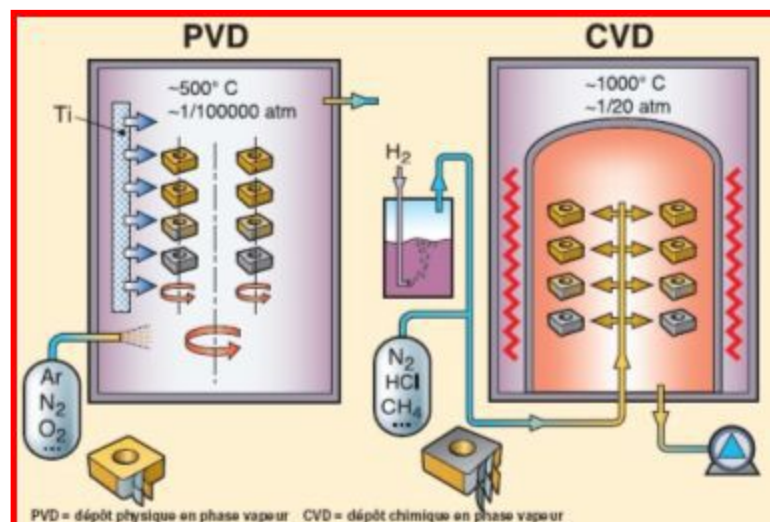 PVD
~500° C
~1/100000 atm
Ti
Ar
N₂
O₂
...
CVD
~1000° C
~1/20 atm
H₂
N₂
HCl
CH₄
...
PVD = dépôt physique en phase vapeur CVD = dépôt chimique en phase vapeur